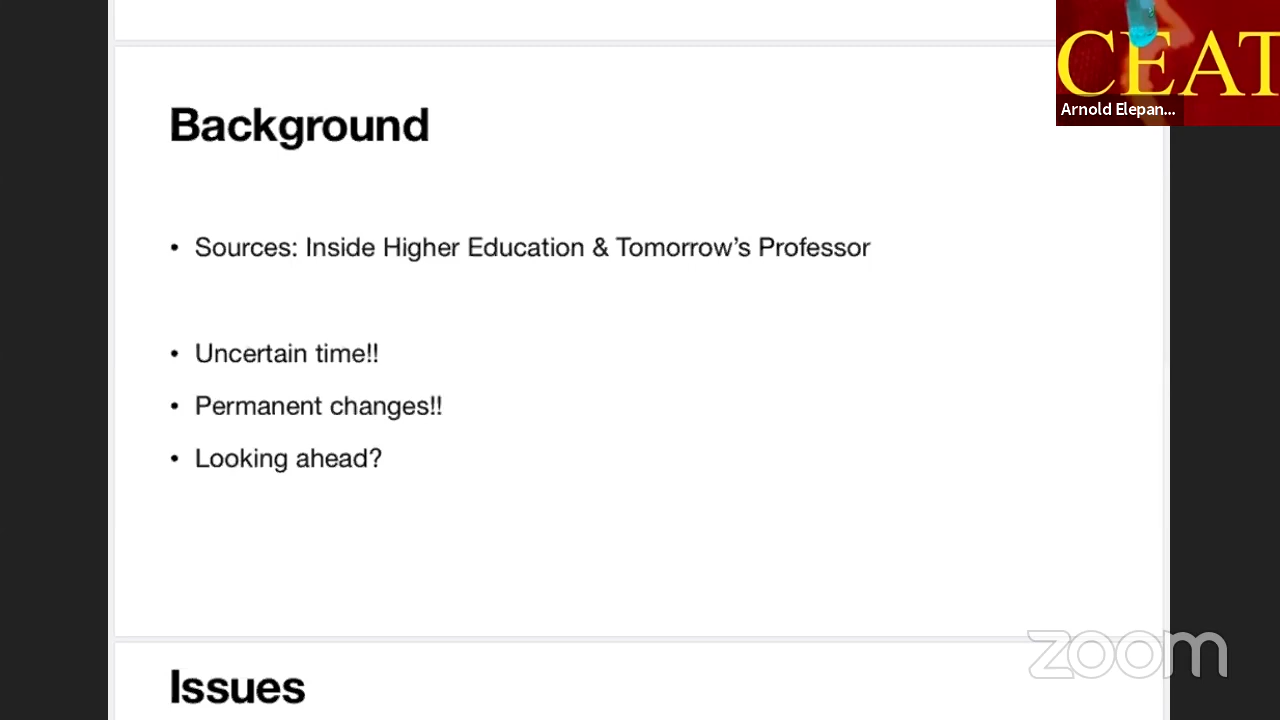 CEAT
Arnold Elepan...
Background
• Sources: Inside Higher Education & Tomorrow’s Professor
• Uncertain time!!
• Permanent changes!!
• Looking ahead?
Issues
zoom